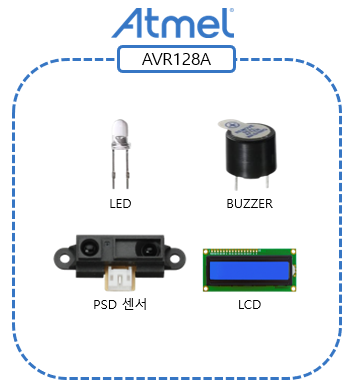 Atmel
AVR128A
LED
BUZZER
PSD 센서
LCD